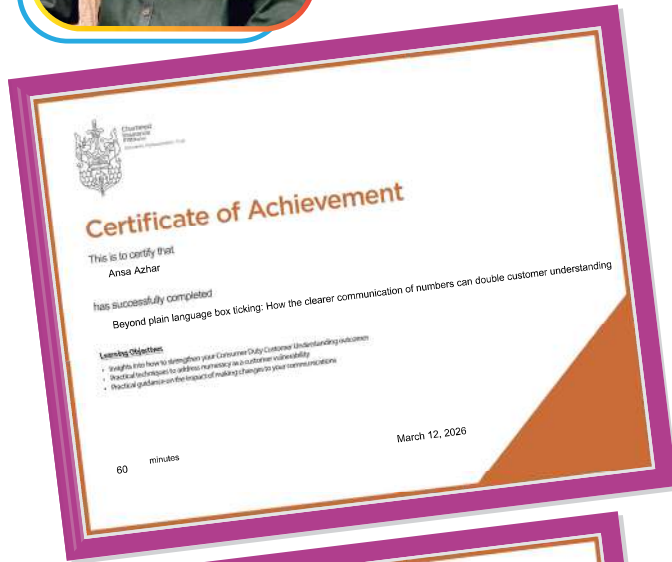 Chartered
Insurance
Certificate of Achievement
This is to certify that
Ansa Azhar
has successfully completed
Beyond plain language box ticking: How the clearer communication of numbers can double customer understanding
Learning Objectives
• Insights into how to strengthen your Consumer Duty Customer Understanding outcomes
• Practical techniques to address numeracy as a customer vulnerability
• Practical guidance on the impact of making changes to your communications
March 12, 2026
60 minutes